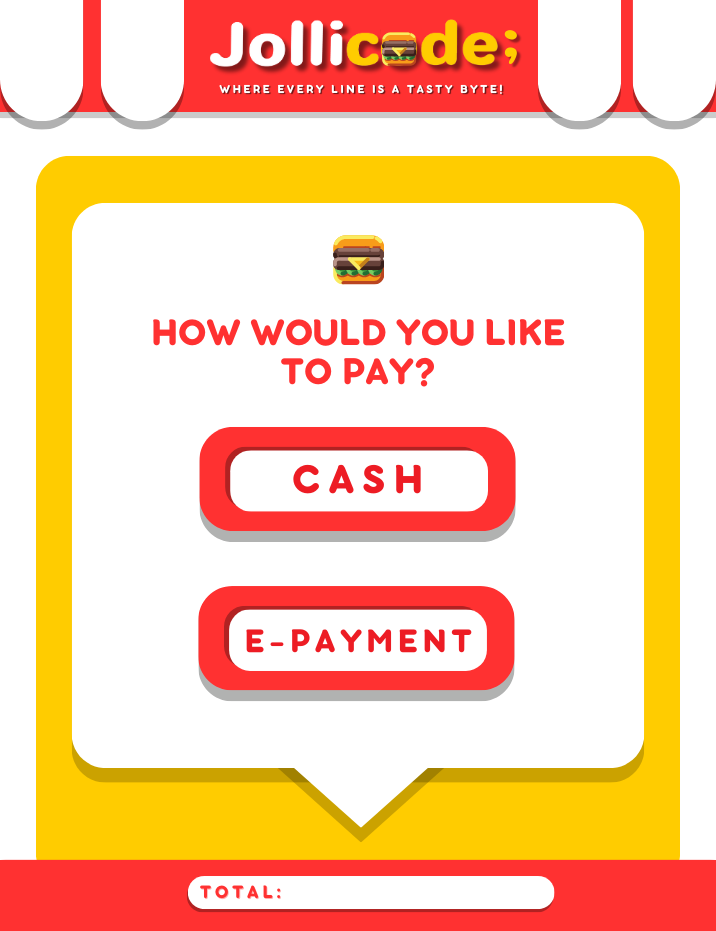 Jollicode;
WHERE EVERY LINE IS A TASTY BYTE!
HOW WOULD YOU LIKE
TO PAY?
CASH
E-PAYMENT
TOTAL: